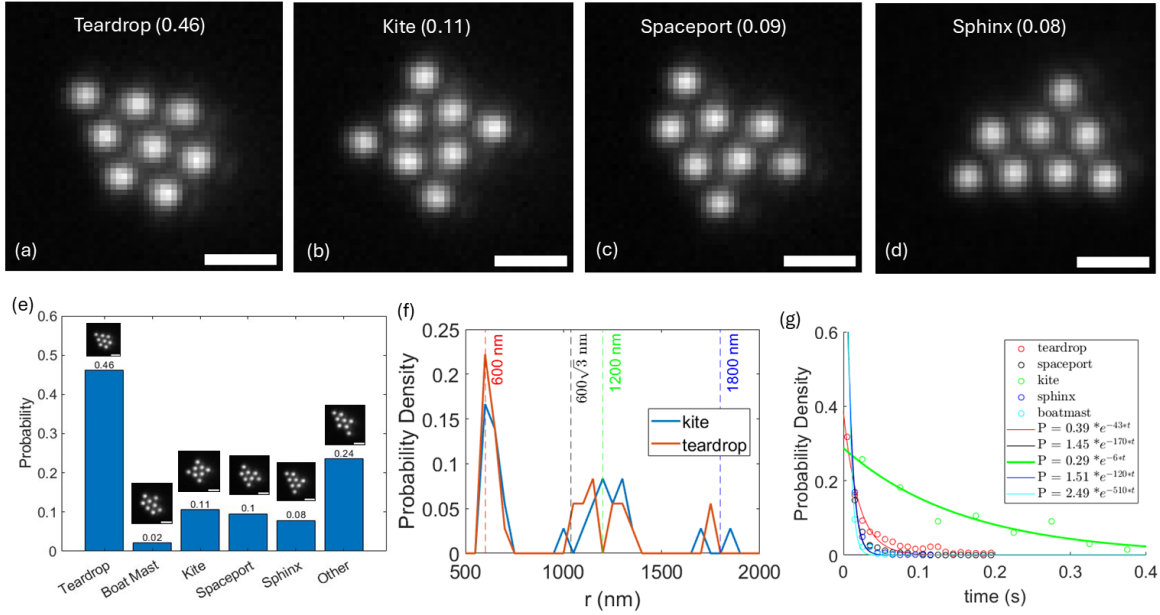 Teardrop (0.46)
Kite (0.11)
Spaceport (0.09)
Sphinx (0.08)
(a)
(b)
(c)
(d)
(e)
0.6
0.5
0.4
0.3
0.2
0.1
0
Probability
0.46
0.02
0.11
0.1
0.08
0.24
Teardrop
Boat Mast
Kite
Spaceport
Sphinx
Other
(f)
0.25
0.20
0.15
0.10
0.05
0.00
Probability Density
600 nm
600√3 nm
1200 nm
1800 nm
kite
teardrop
500
1000
1500
2000
r (nm)
(g)
0.6
0.4
0.2
0
Probability Density
teardrop
spaceport
kite
sphinx
boatmast
P = 0.39 *e^{-43*t}
P = 1.45 *e^{-170*t}
P = 0.29 *e^{-6*t}
P = 1.51 *e^{-120*t}
P = 2.49 *e^{-510*t}
0
0.1
0.2
0.3
0.4
time (s)